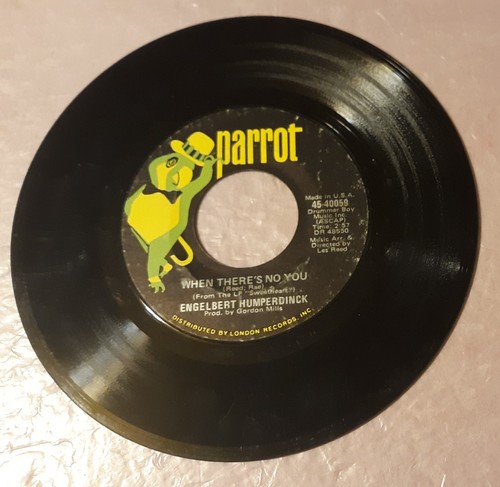 parrot
Made in U.S.A.
45-40059
Drummer Boy
Music Inc.
(ASCAP)
Time: 2:57
DR 48550
Music Arr. &
Directed by
Les Reed
WHEN THERE'S NO YOU
(Reed; Rae)
(From The LP "Sweetheart")
ENGELBERT HUMPERDINCK
Prod. by Gordon Mills
DISTRIBUTED BY LONDON RECORDS, INC.